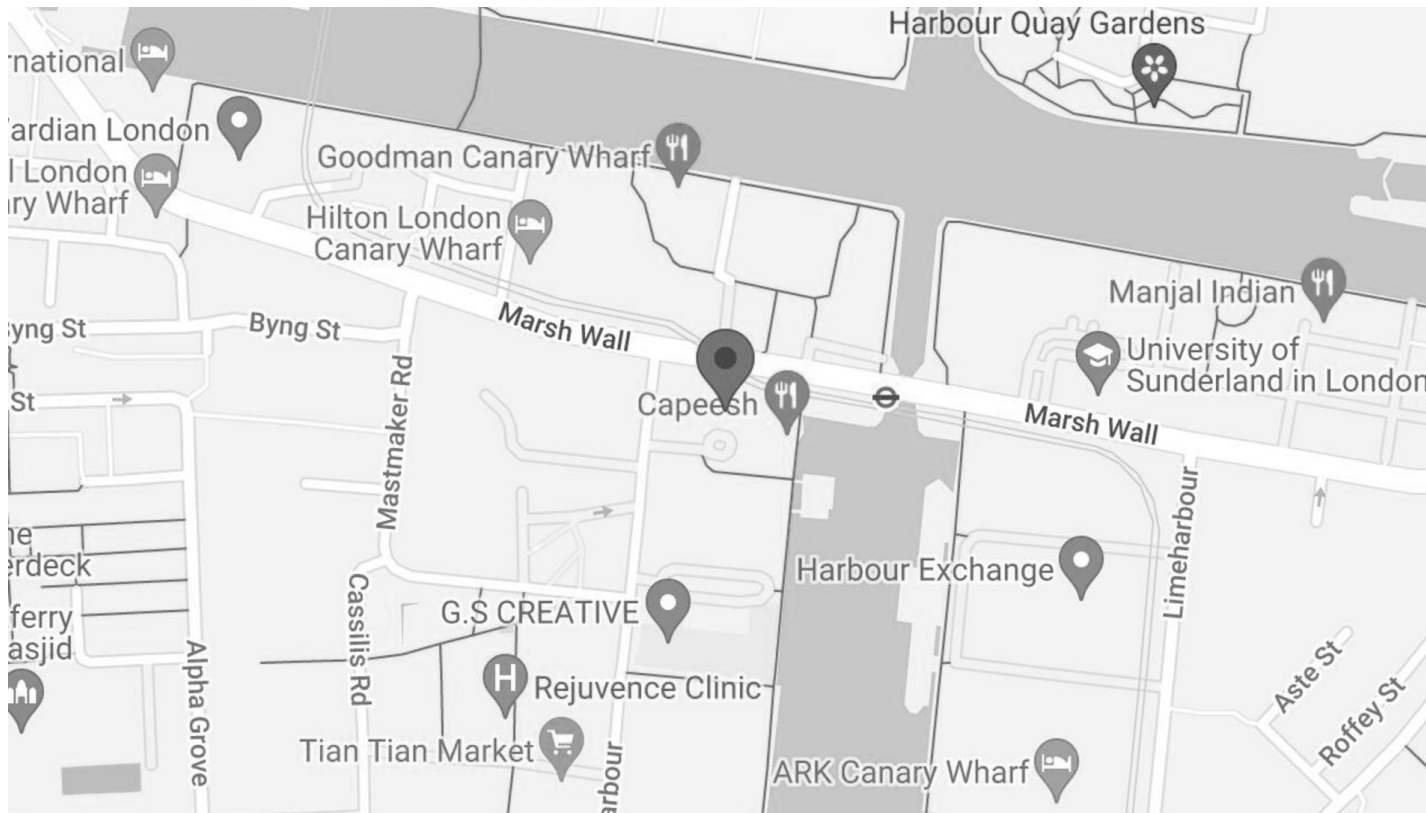 Harbour Quay Gardens
rnational
ardian London
l London
ry Wharf
Goodman Canary Wharf
Hilton London
Canary Wharf
Manjal Indian
Byng St
Byng St
Marsh Wall
University of
Sunderland in London
St
Mastmaker Rd
Capeesh
Marsh Wall
Limeharbour
ne
erdeck
Harbour Exchange
ferry
asjid
Cassilis Rd
G.S CREATIVE
Alpha Grove
Rejuvence Clinic
Aste St
Roffey St
Tian Tian Market
arbour
ARK Canary Wharf
H